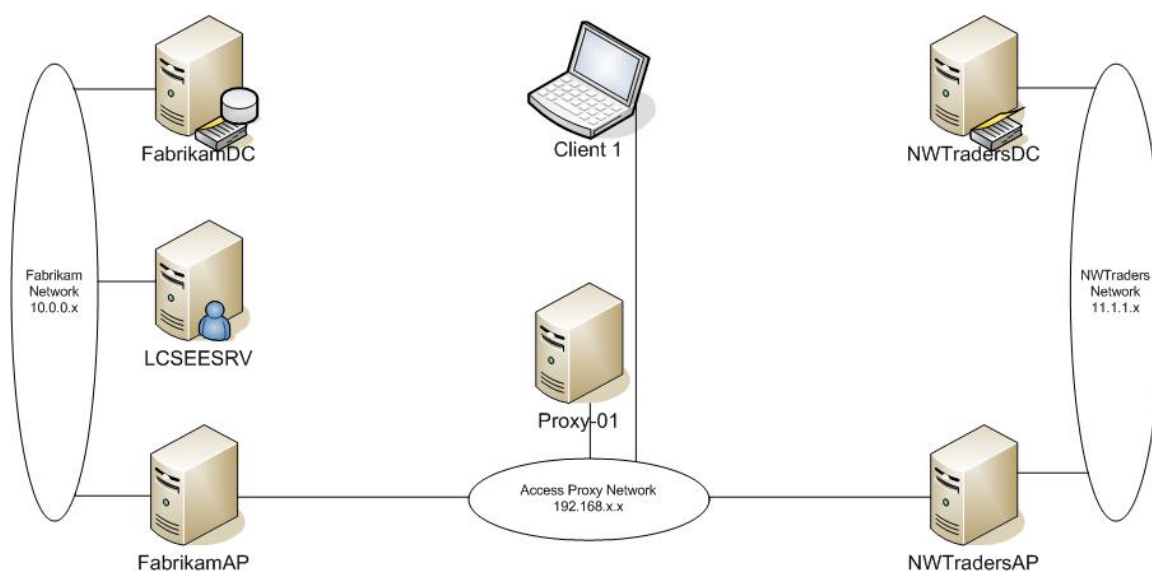 FabrikamDC
Client 1
NWTradersDC
Fabrikam
Network
10.0.0.x
NWTraders
Network
11.1.1.x
LCSEESRV
Proxy-01
Access Proxy Network
192.168.x.x
FabrikamAP
NWTradersAP